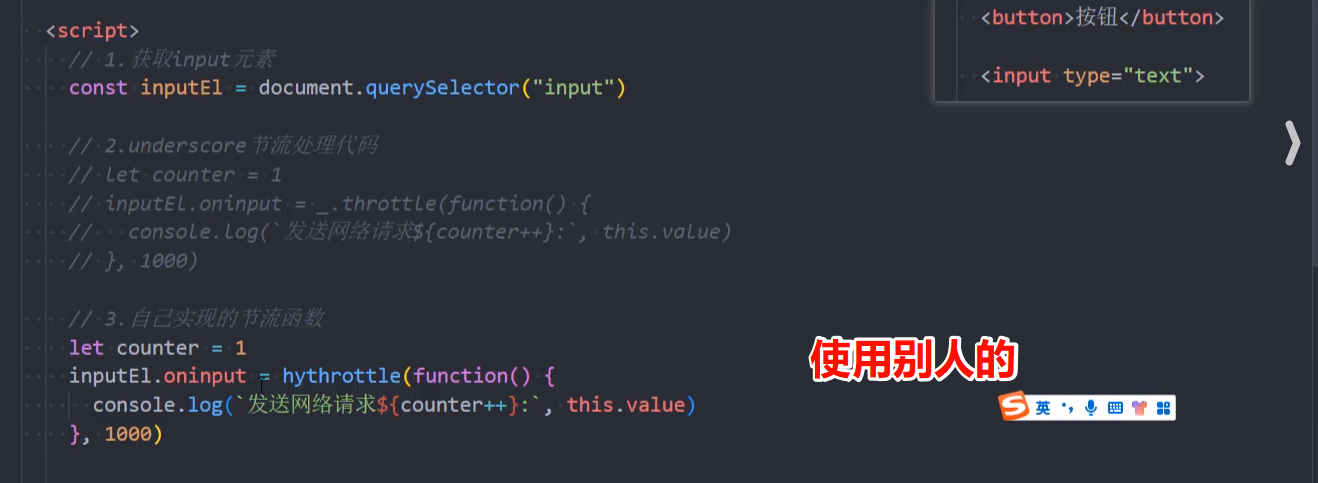 <script>
// 1.获取input元素
const inputEl = document.querySelector("input")
// 2.underscore节流处理代码
// let counter = 1
// inputEl.oninput = _.throttle(function() {
//   console.log(`发送网络请求${counter++}:`, this.value)
// }, 1000)
// 3.自己实现的节流函数
let counter = 1
inputEl.oninput = hythrottle(function() {
console.log(`发送网络请求${counter++}:`, this.value)
}, 1000)
<button>按钮</button>
<input type="text">
使用别人的
英